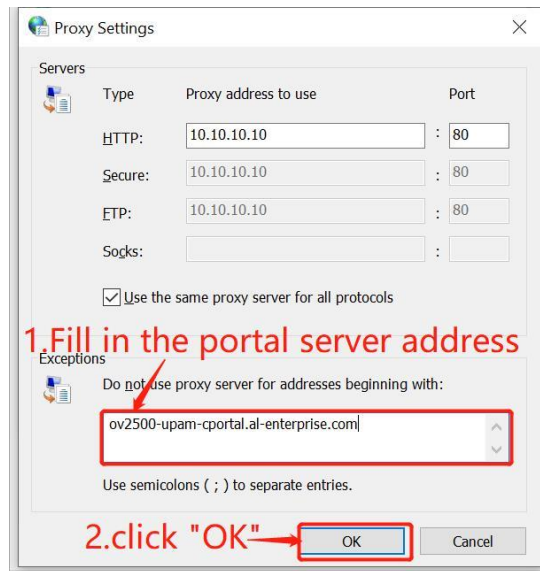 Proxy Settings
Servers
Type Proxy address to use Port
HTTP: 10.10.10.10 : 80
Secure: 10.10.10.10 : 80
FTP: 10.10.10.10 : 80
Socks: :
Use the same proxy server for all protocols
1.Fill in the portal server address
Exceptions
Do not use proxy server for addresses beginning with:
ov2500-upam-cportal.al-enterprise.com
Use semicolons ( ; ) to separate entries.
2.click "OK"
OK Cancel